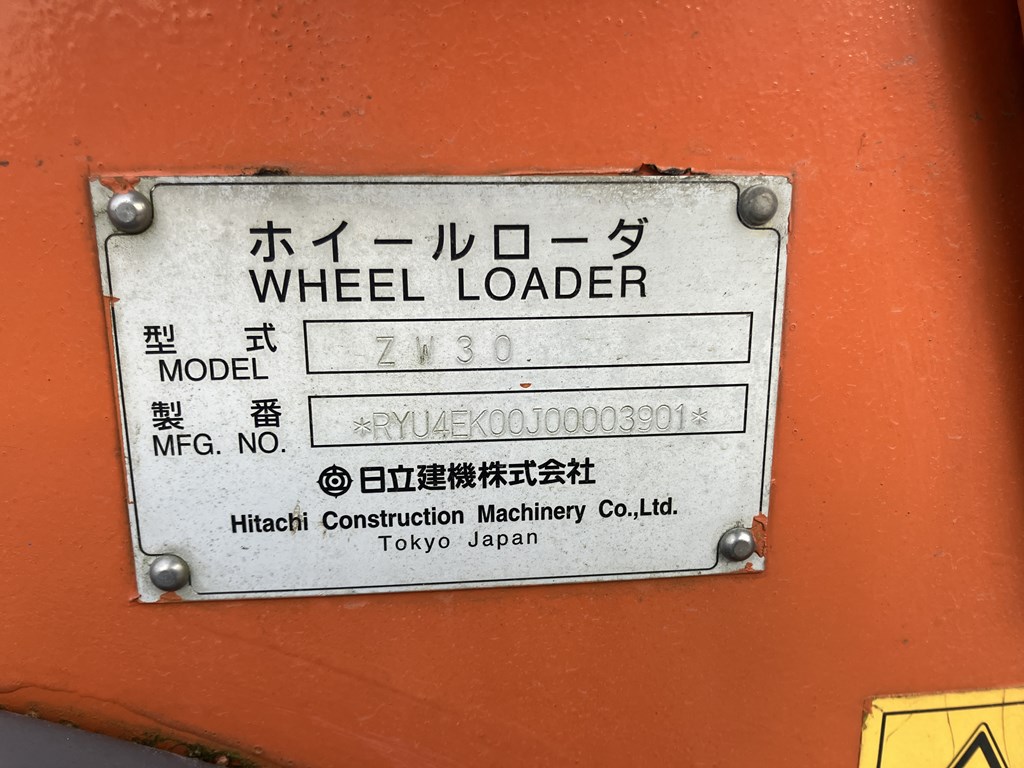 ホイールローダ
WHEEL LOADER
型式 ZW30
MODEL
製番 *RYU4EK00J00003901*
MFG. NO.
日立建機株式会社
Hitachi Construction Machinery Co.,Ltd.
Tokyo Japan